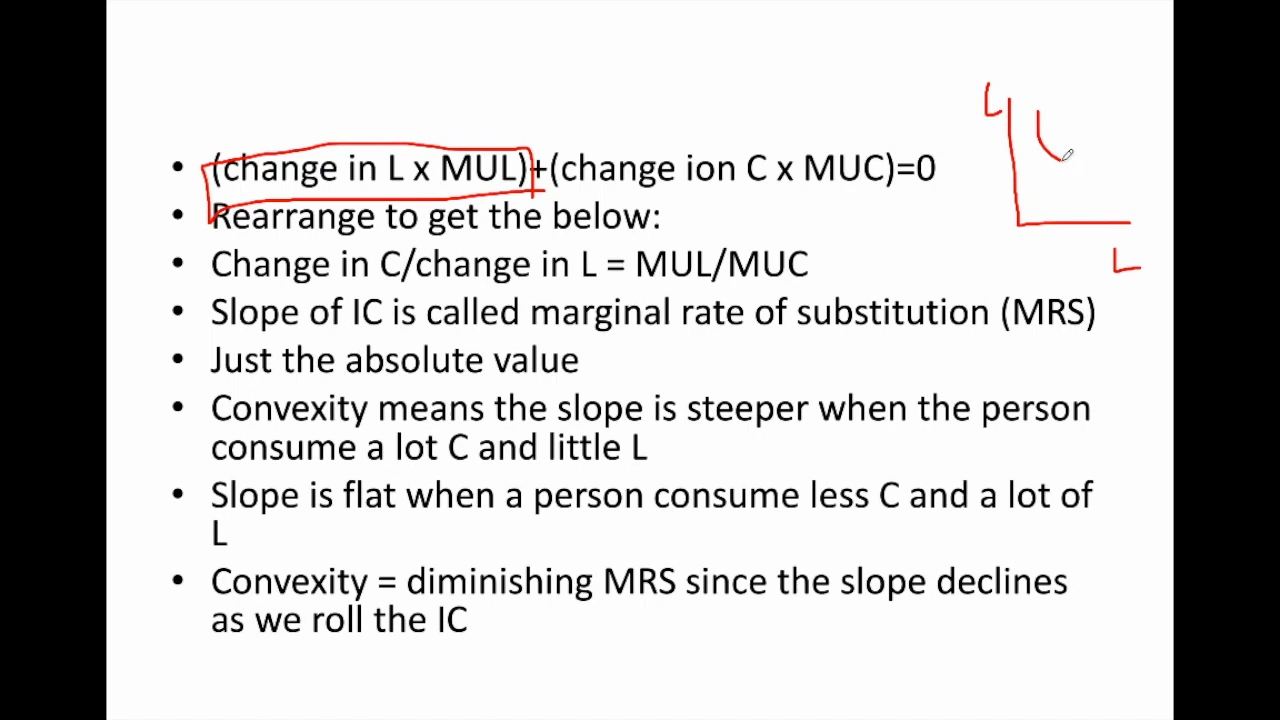 • (change in L x MUL)+(change ion C x MUC)=0
• Rearrange to get the below:
• Change in C/change in L = MUL/MUC
• Slope of IC is called marginal rate of substitution (MRS)
• Just the absolute value
• Convexity means the slope is steeper when the person
consume a lot C and little L
• Slope is flat when a person consume less C and a lot of
L
• Convexity = diminishing MRS since the slope declines
as we roll the IC
L